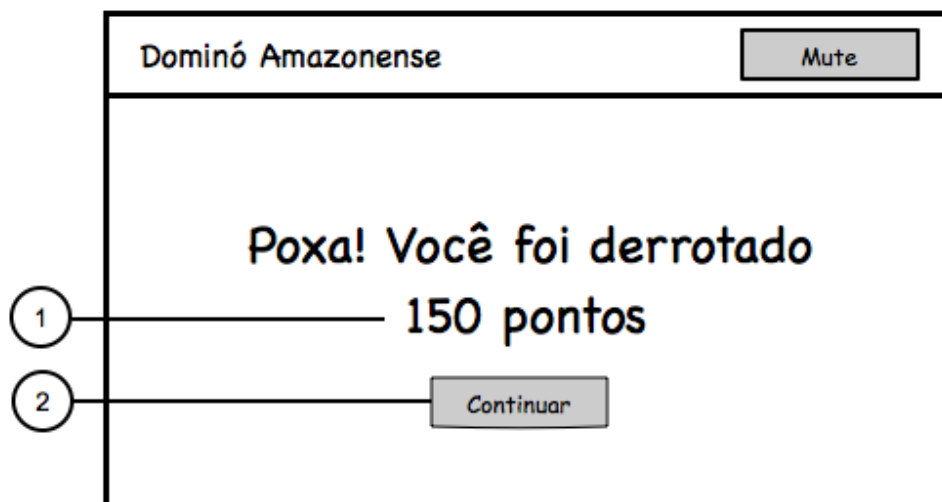 Dominó Amazonense
Mute
Poxa! Você foi derrotado
1
150 pontos
2
Continuar